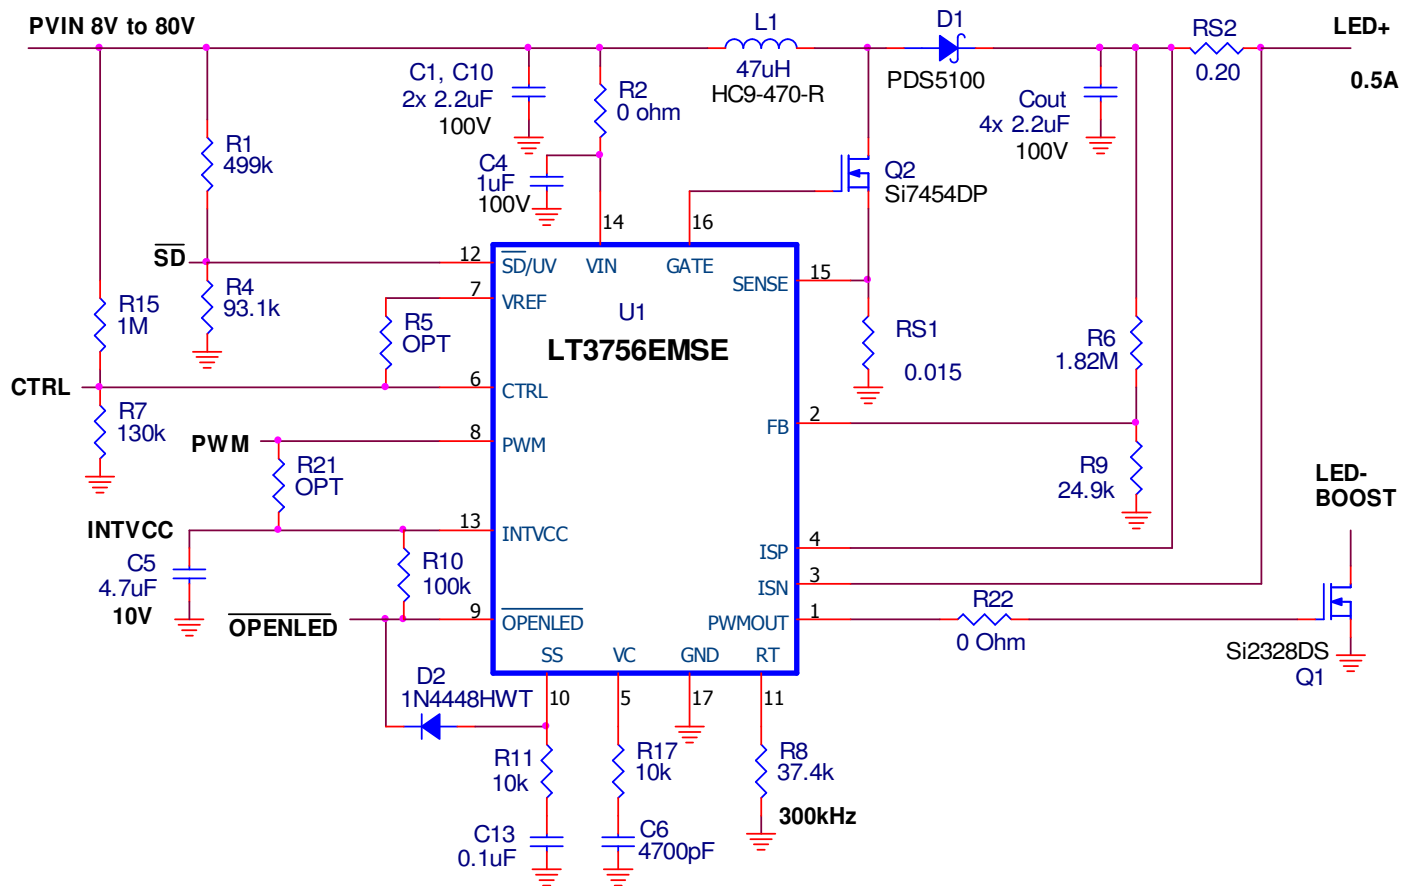 PVIN 8V to 80V
L1
47uH
HC9-470-R
D1
PDS5100
RS2
0.20
LED+
0.5A
C1, C10
2x 2.2uF
100V
R2
0 ohm
Cout
4x 2.2uF
100V
R1
499k
C4
1uF
100V
Q2
Si7454DP
14
16
SD
12
SD/UV
VIN
GATE
15
SENSE
7
VREF
R15
1M
R4
93.1k
R5
OPT
U1
LT3756EMSE
RS1
0.015
R6
1.82M
CTRL
6
CTRL
R7
130k
2
FB
PWM
8
PWM
R21
OPT
R9
24.9k
LED-
BOOST
INTVCC
13
INTVCC
C5
4.7uF
10V
R10
100k
4
ISP
3
ISN
OPENLED
9
OPENLED
1
PWMOUT
R22
0 Ohm
Si2328DS
Q1
SS
VC
GND
RT
D2
1N4448HWT
10
5
17
11
R11
10k
R17
10k
R8
37.4k
300kHz
C13
0.1uF
C6
4700pF